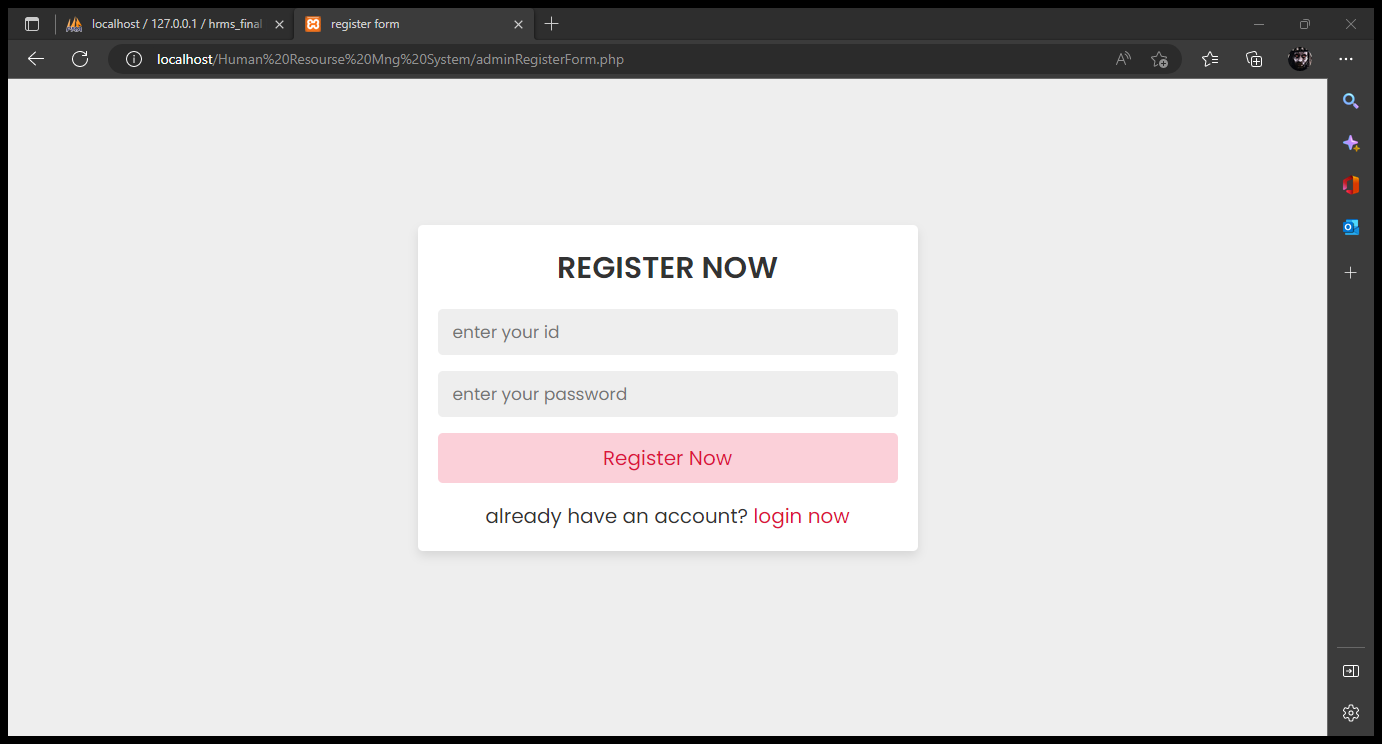 localhost / 127.0.0.1 / hrms_final
register form
localhost/Human%20Resourse%20Mng%20System/adminRegisterForm.php
REGISTER NOW
enter your id
enter your password
Register Now
already have an account? login now